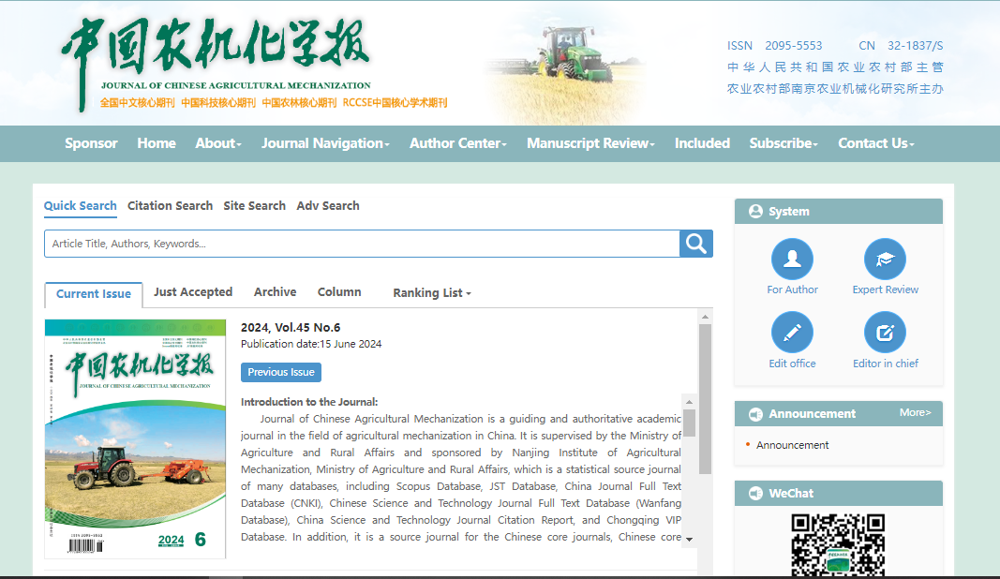 中国农机化学报
JOURNAL OF CHINESE AGRICULTURAL MECHANIZATION
全国中文核心期刊 中国科技核心期刊 中国农林核心期刊 RCCSE中国核心学术期刊
ISSN 2095-5553 CN 32-1837/S
中华人民共和国农业农村部主管
农业农村部南京农业机械化研究所主办
Sponsor Home About Journal Navigation Author Center Manuscript Review Included Subscribe Contact Us
Quick Search Citation Search Site Search Adv Search
Article Title, Authors, Keywords...
Current Issue Just Accepted Archive Column Ranking List
中国农机化学报
JOURNAL OF CHINESE AGRICULTURAL MECHANIZATION
2024 6
2024, Vol.45 No.6
Publication date:15 June 2024
Previous Issue
Introduction to the Journal:
Journal of Chinese Agricultural Mechanization is a guiding and authoritative academic
journal in the field of agricultural mechanization in China. It is supervised by the Ministry of
Agriculture and Rural Affairs and sponsored by Nanjing Institute of Agricultural
Mechanization, Ministry of Agriculture and Rural Affairs, which is a statistical source journal
of many databases, including Scopus Database, JST Database, China Journal Full Text
Database (CNKI), Chinese Science and Technology Journal Full Text Database (Wanfang
Database), China Science and Technology Journal Citation Report, and Chongqing VIP
Database. In addition, it is a source journal for the Chinese core journals, Chinese core
System
For Author Expert Review
Edit office Editor in chief
Announcement More>
Announcement
WeChat